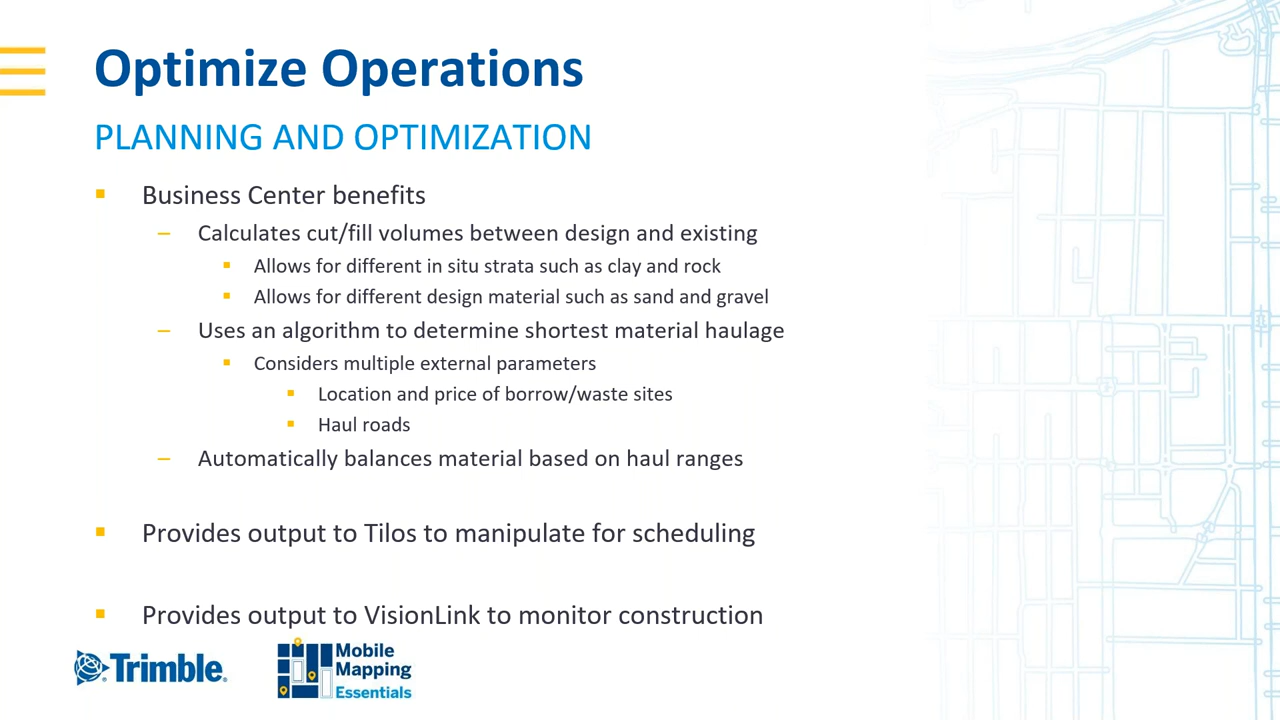 Optimize Operations
PLANNING AND OPTIMIZATION
▪ Business Center benefits
– Calculates cut/fill volumes between design and existing
▪ Allows for different in situ strata such as clay and rock
▪ Allows for different design material such as sand and gravel
– Uses an algorithm to determine shortest material haulage
▪ Considers multiple external parameters
▪ Location and price of borrow/waste sites
▪ Haul roads
– Automatically balances material based on haul ranges
▪ Provides output to Tilos to manipulate for scheduling
▪ Provides output to VisionLink to monitor construction
Trimble.
Mobile
Mapping
Essentials